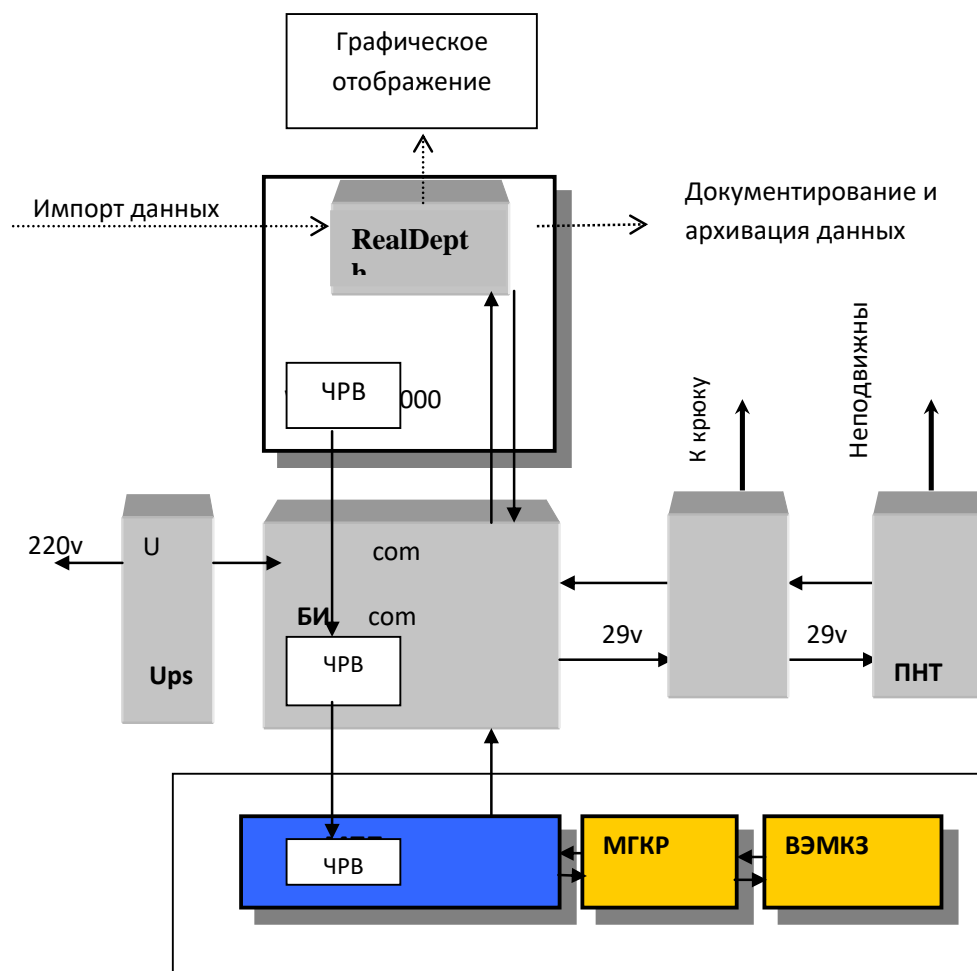 Графическое
отображение
Импорт данных
Документирование и
архивация данных
RealDept
ЧРВ
000
К крюку
Неподвижны
220v
U
com
БИ
com
29v
29v
ЧРВ
Ups
ПНТ
МГКР
ВЭМКЗ
ЧРВ